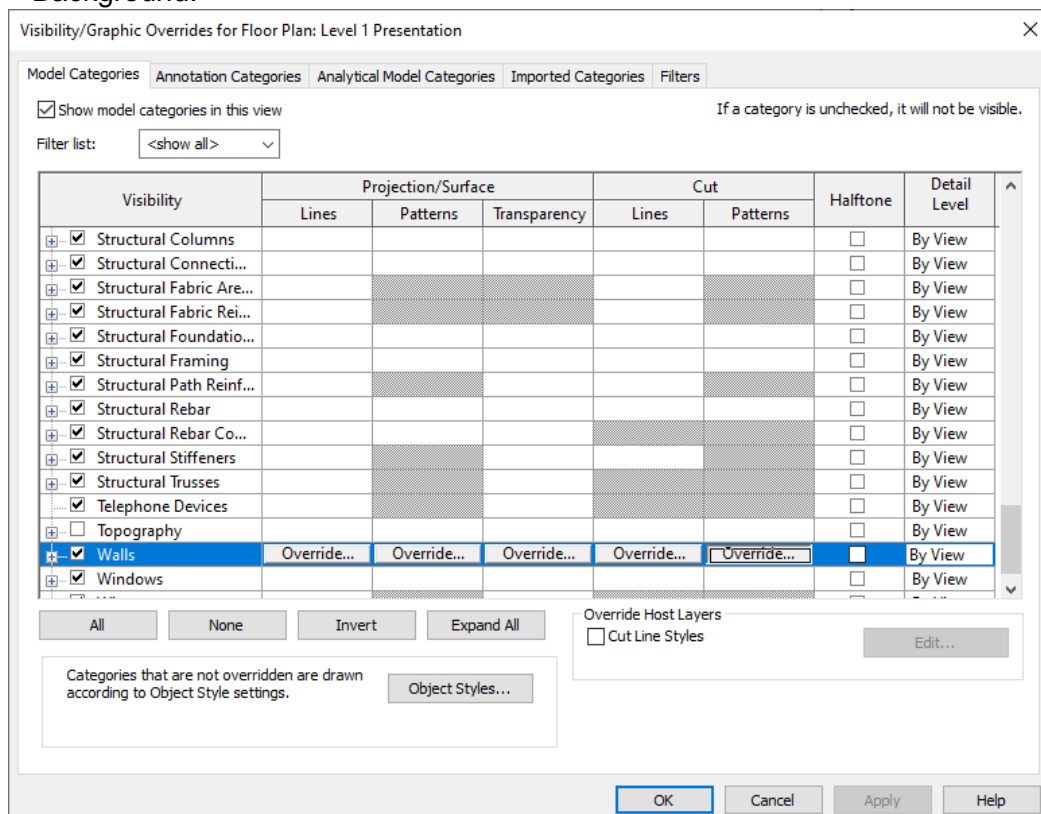 Background.
Visibility/Graphic Overrides for Floor Plan: Level 1 Presentation
Model Categories Annotation Categories Analytical Model Categories Imported Categories Filters
Show model categories in this view If a category is unchecked, it will not be visible.
Filter list: <show all>
Visibility Projection/Surface Cut Halftone Detail Level
Lines Patterns Transparency Lines Patterns
Structural Columns By View
Structural Connecti... By View
Structural Fabric Are... By View
Structural Fabric Rei... By View
Structural Foundatio... By View
Structural Framing By View
Structural Path Reinf... By View
Structural Rebar By View
Structural Rebar Co... By View
Structural Stiffeners By View
Structural Trusses By View
Telephone Devices By View
Topography By View
Walls Override... Override... Override... Override... Override... By View
Windows By View
All None Invert Expand All
Override Host Layers
Cut Line Styles Edit...
Categories that are not overridden are drawn
according to Object Style settings. Object Styles...
OK Cancel Apply Help